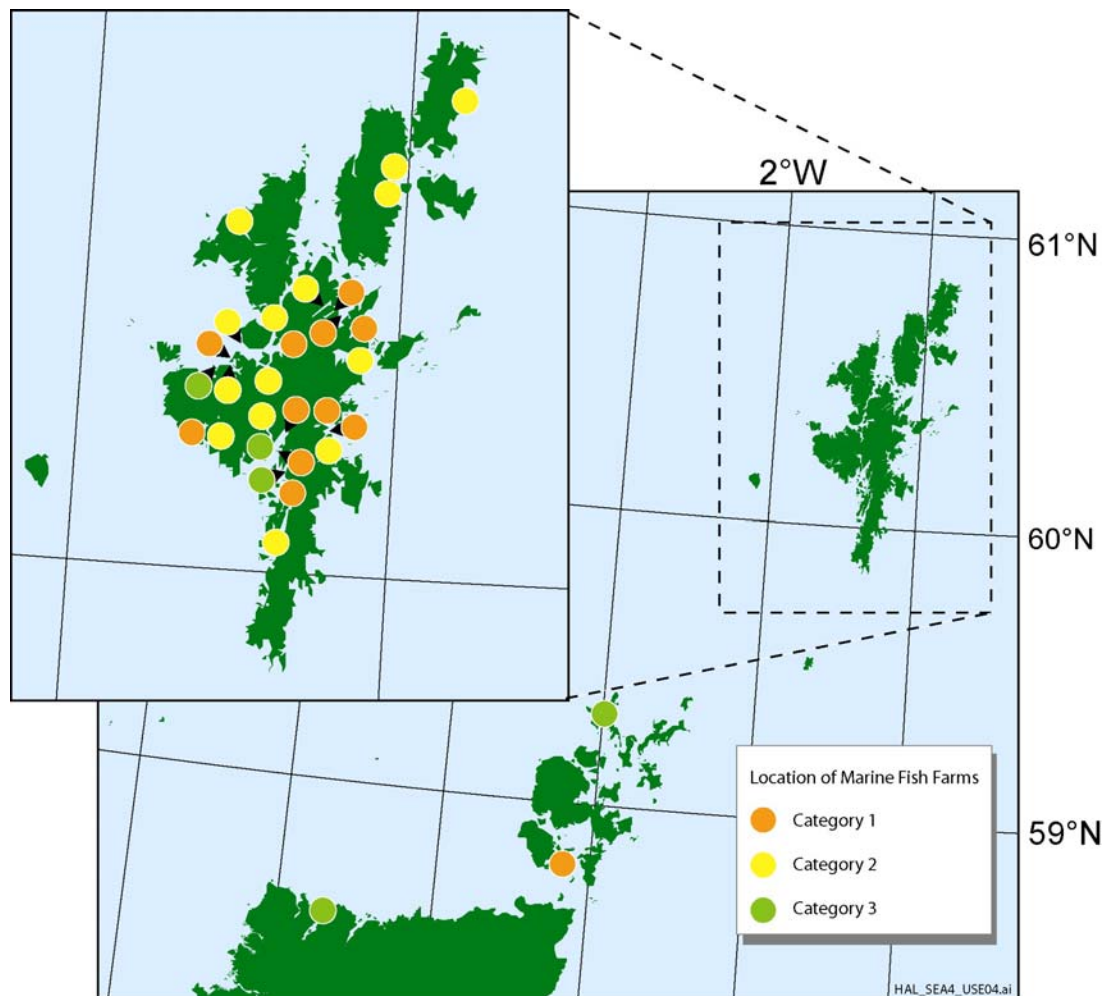 2°W
61°N
60°N
59°N
Location of Marine Fish Farms
Category 1
Category 2
Category 3
HAL_SEA4_USE04.ai